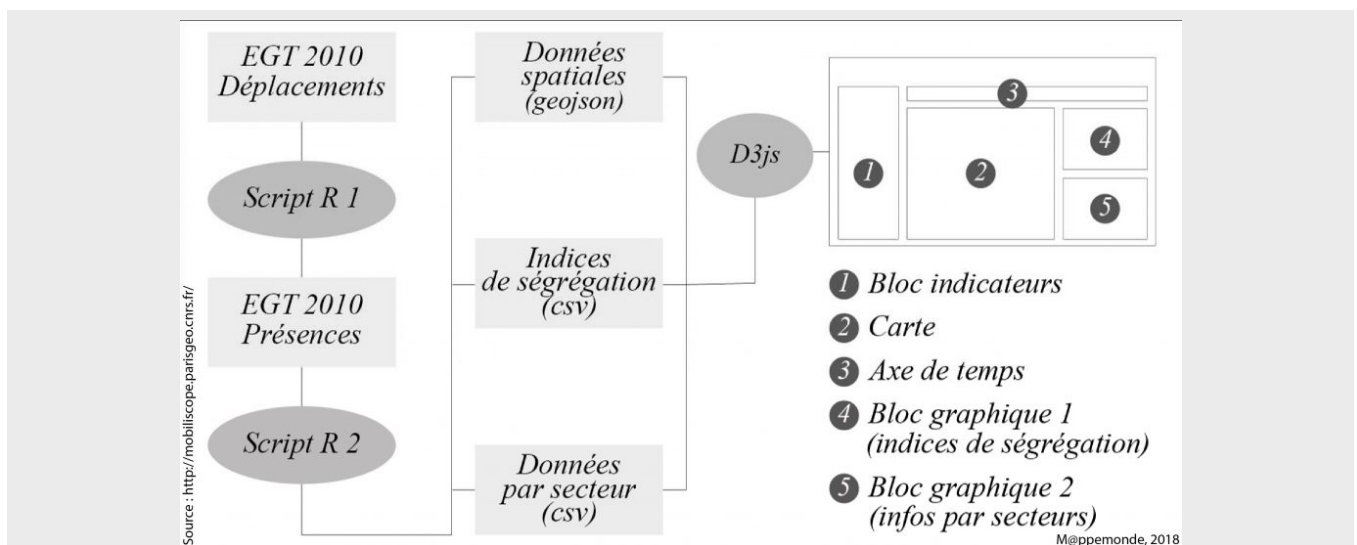 EGT 2010
Déplacements
Script R 1
EGT 2010
Présences
Script R 2
Données
spatiales
(geojson)
Indices
de ségrégation
(csv)
Données
par secteur
(csv)
D3js
3
1
2
4
5
1 Bloc indicateurs
2 Carte
3 Axe de temps
4 Bloc graphique 1
(indices de ségrégation)
5 Bloc graphique 2
(infos par secteurs)
Source : http://mobiliscope.parisgeo.cnrs.fr/
M@ppemonde, 2018